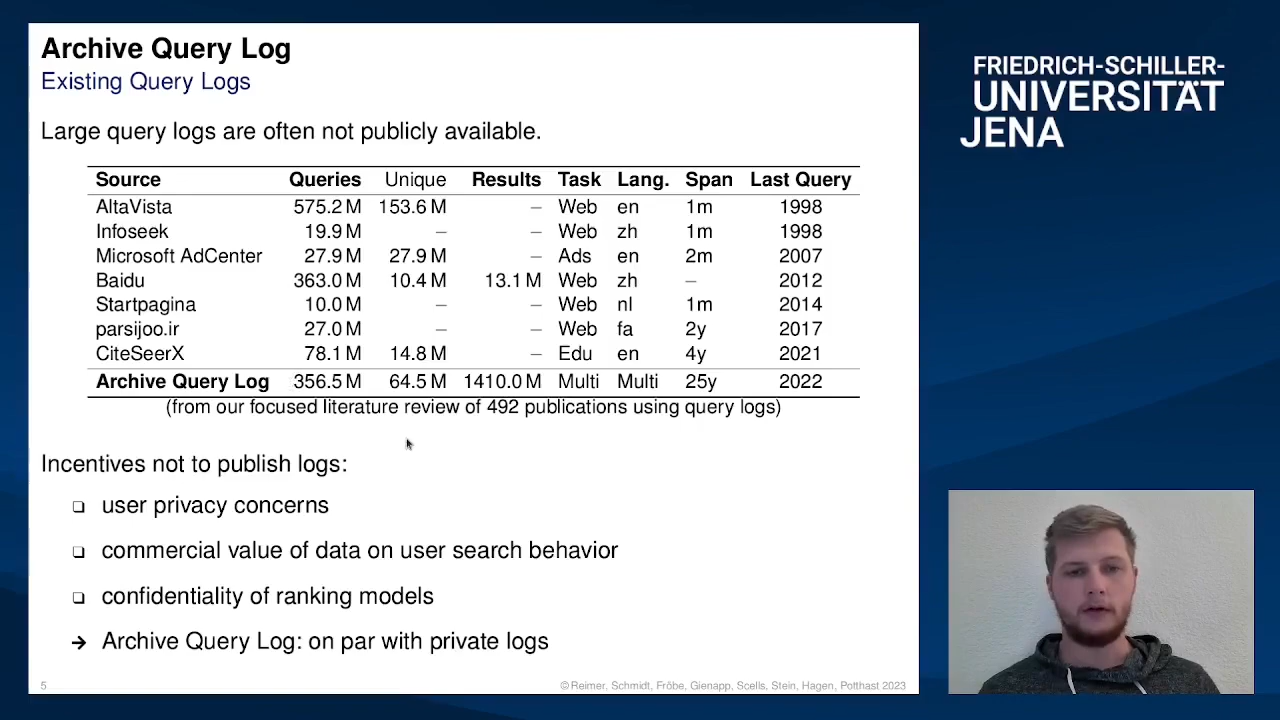 Archive Query Log
Existing Query Logs
Large query logs are often not publicly available.
Source Queries Unique Results Task Lang. Span Last Query
AltaVista 575.2 M 153.6 M – Web en 1m 1998
Infoseek 19.9 M – – Web zh 1m 1998
Microsoft AdCenter 27.9 M 27.9 M – Ads en 2m 2007
Baidu 363.0 M 10.4 M 13.1 M Web zh – 2012
Startpagina 10.0 M – – Web nl 1m 2014
parsijoo.ir 27.0 M – – Web fa 2y 2017
CiteSeerX 78.1 M 14.8 M – Edu en 4y 2021
Archive Query Log 356.5 M 64.5 M 1410.0 M Multi Multi 25y 2022
(from our focused literature review of 492 publications using query logs)
Incentives not to publish logs:
❑ user privacy concerns
❑ commercial value of data on user search behavior
❑ confidentiality of ranking models
➔ Archive Query Log: on par with private logs
5
© Reimer, Schmidt, Fröbe, Gienapp, Scells, Stein, Hagen, Potthast 2023
FRIEDRICH-SCHILLER-
UNIVERSITÄT
JENA